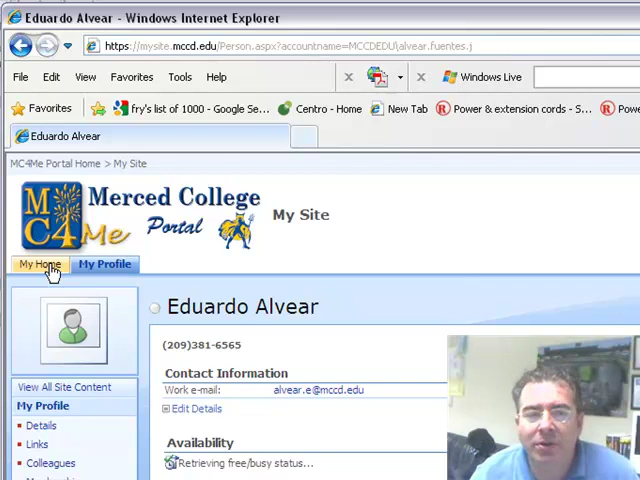 Eduardo Alvear - Windows Internet Explorer
https://mysite.mccd.edu/Person.aspx?accountname=MCCDEDU\alvear.fuentes.j
File Edit View Favorites Tools Help
Windows Live
Favorites fry's list of 1000 - Google Se... Centro - Home New Tab Power & extension cords - S... Powe
Eduardo Alvear
MC4Me Portal Home > My Site
MC4Me Merced College Portal
My Site
My Home My Profile
Eduardo Alvear
(209)381-6565
Contact Information
Work e-mail: alvear.e@mccd.edu
Edit Details
Availability
Retrieving free/busy status...
View All Site Content
My Profile
Details
Links
Colleagues